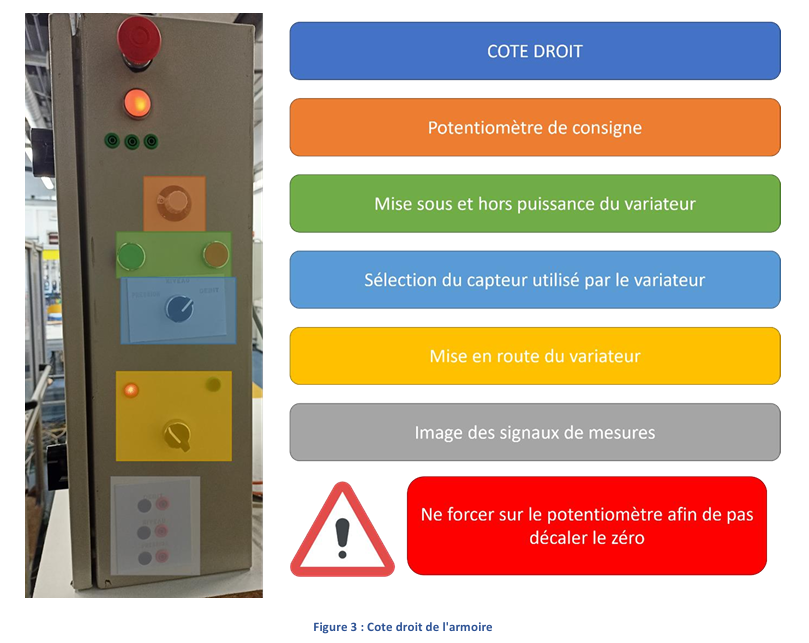 COTE DROIT
Potentiomètre de consigne
Mise sous et hors puissance du variateur
Sélection du capteur utilisé par le variateur
Mise en route du variateur
Image des signaux de mesures
Ne forcer sur le potentiomètre afin de pas
décaler le zéro
Figure 3 : Cote droit de l'armoire